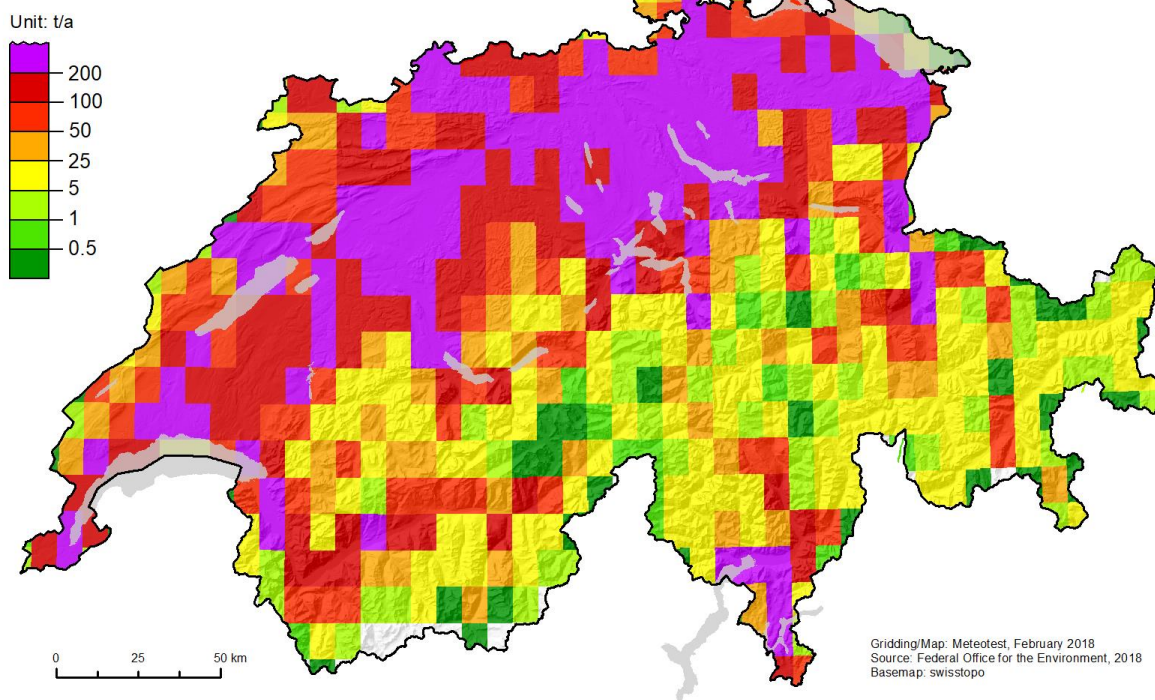 Unit: t/a
200
100
50
25
5
1
0.5
0 25 50 km
Gridding/Map: Meteotest, February 2018
Source: Federal Office for the Environment, 2018
Basemap: swisstopo